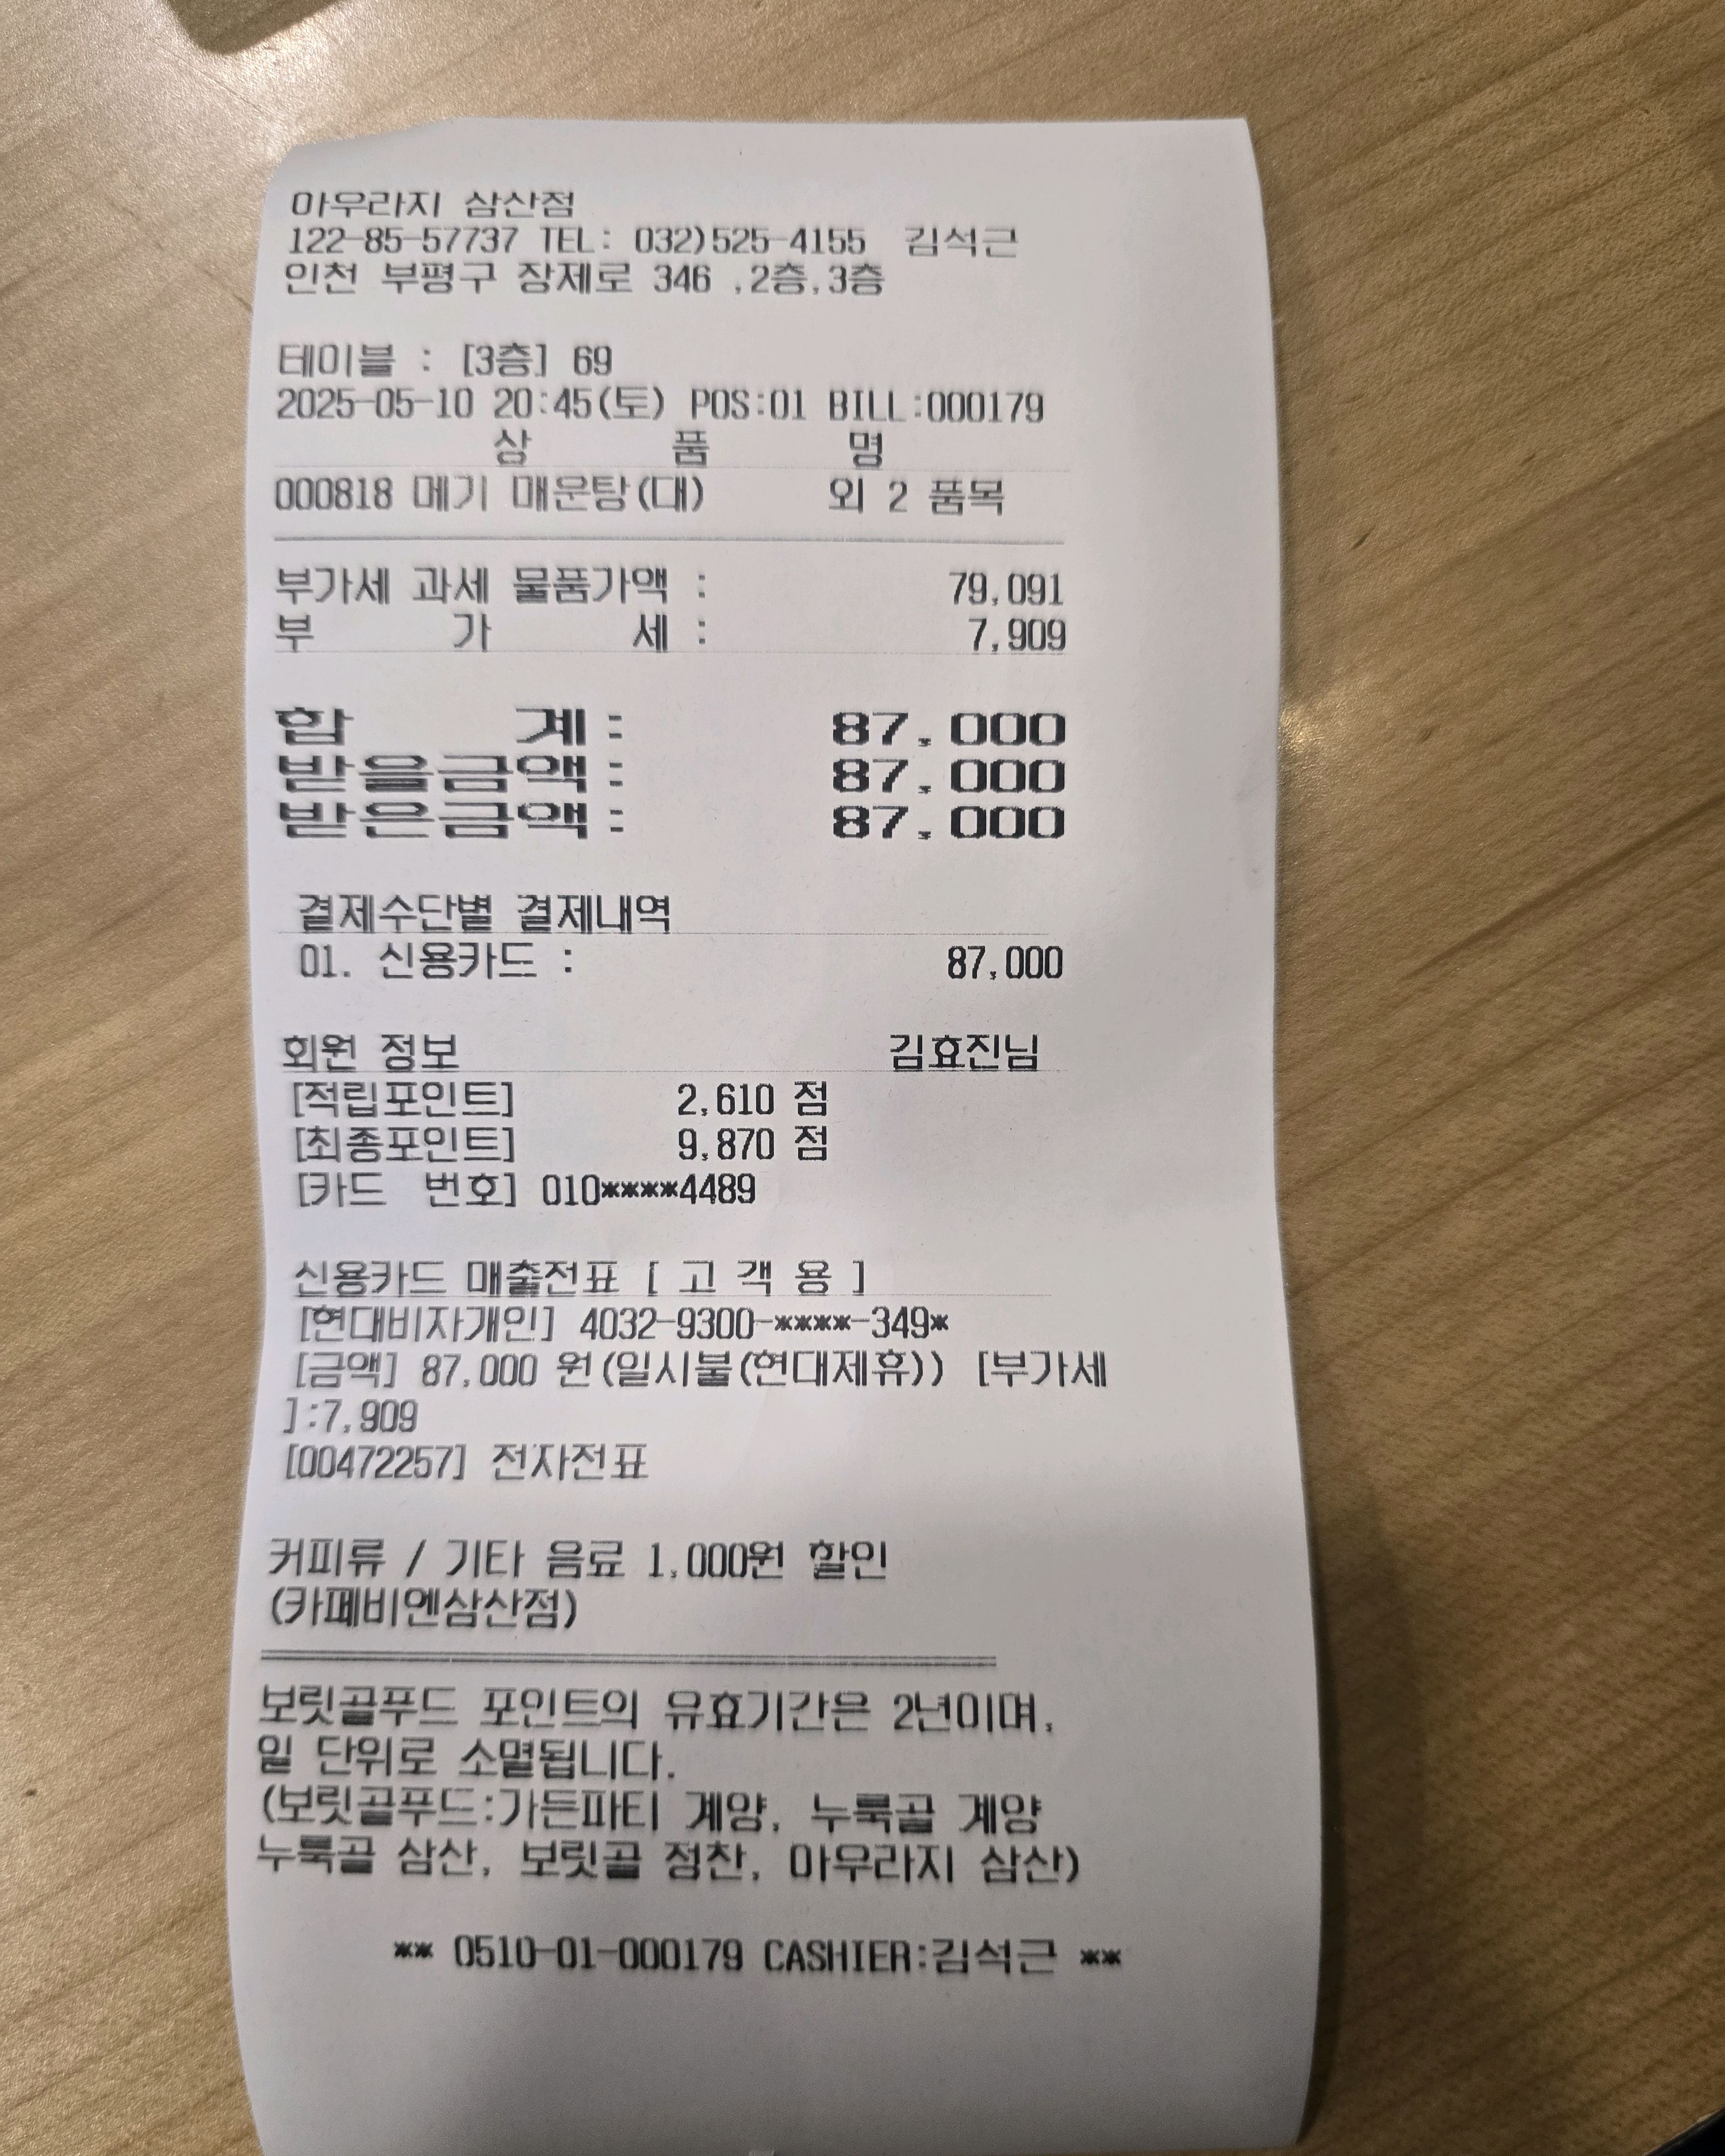 아우라지 삼산점
122-85-57737 TEL: 032)525-4155 김석근
인천 부평구 장제로 346 ,2층,3층
테이블 : [3층] 69
2025-05-10 20:45(토) POS:01 BILL:000179
상 품 명
000818 메기 매운탕(대) 외 2 품목
부가세 과세 물품가액 : 79,091
부 가 세 : 7,909
합 계: 87,000
받을금액: 87,000
받은금액: 87,000
결제수단별 결제내역
01. 신용카드 : 87,000
회원 정보 김효진님
[적립포인트] 2,610 점
[최종포인트] 9,870 점
[카드 번호] 010****4489
신용카드 매출전표 [ 고 객 용 ]
[현대비자개인] 4032-9300-****-349*
[금액] 87,000 원(일시불(현대제휴)) [부가세
]:7,909
[00472257] 전자전표
커피류 / 기타 음료 1,000원 할인
(카페비엔삼산점)
보릿골푸드 포인트의 유효기간은 2년이며,
일 단위로 소멸됩니다.
(보릿골푸드:가든파티 계양, 누룩골 계양
누룩골 삼산, 보릿골 정찬, 아우라지 삼산)
** 0510-01-000179 CASHIER:김석근 **